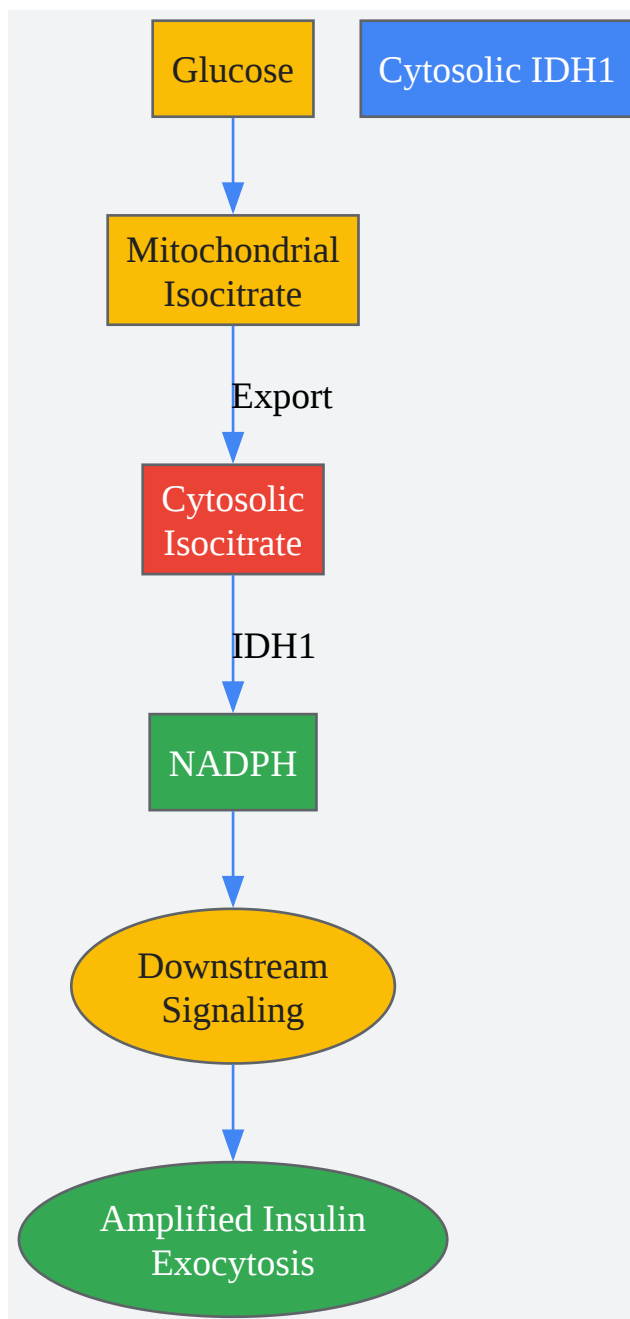 Glucose
Cytosolic IDH1
Mitochondrial
Isocitrate
Export
Cytosolic
Isocitrate
IDH1
NADPH
Downstream
Signaling
Amplified Insulin
Exocytosis